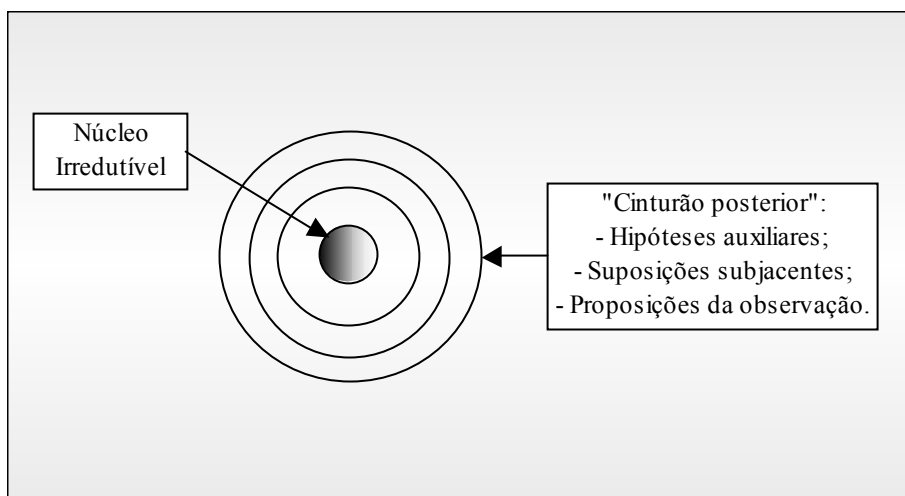 Núcleo
Irredutível
"Cinturão posterior":
- Hipóteses auxiliares;
- Suposições subjacentes;
- Proposições da observação.